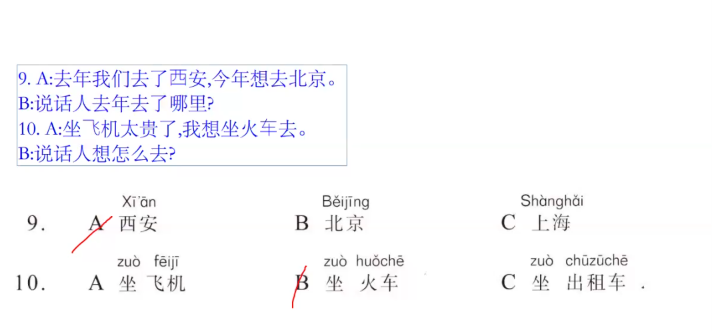 9. A:去年我们去了西安,今年想去北京。
B:说话人去年去了哪里?
10. A:坐飞机太贵了,我想坐火车去。
B:说话人想怎么去?
Xī'ān Běijīng Shànghǎi
9. A 西安 B 北京 C 上海
zuò fēijī zuò huǒchē zuò chūzūchē
10. A 坐 飞机 B 坐 火车 C 坐 出租车 .